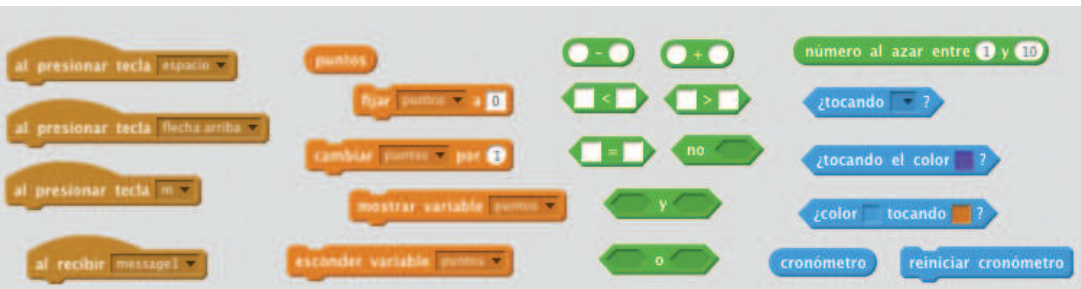 al presionar tecla espacio
al presionar tecla flecha arriba
al presionar tecla m
al recibir message1
puntos
fijar puntos a 0
cambiar puntos por 1
mostrar variable puntos
esconder variable puntos
-
+
<
>
=
no
y
o
número al azar entre 1 y 10
¿tocando ?
¿tocando el color ?
¿color tocando ?
cronómetro
reiniciar cronómetro